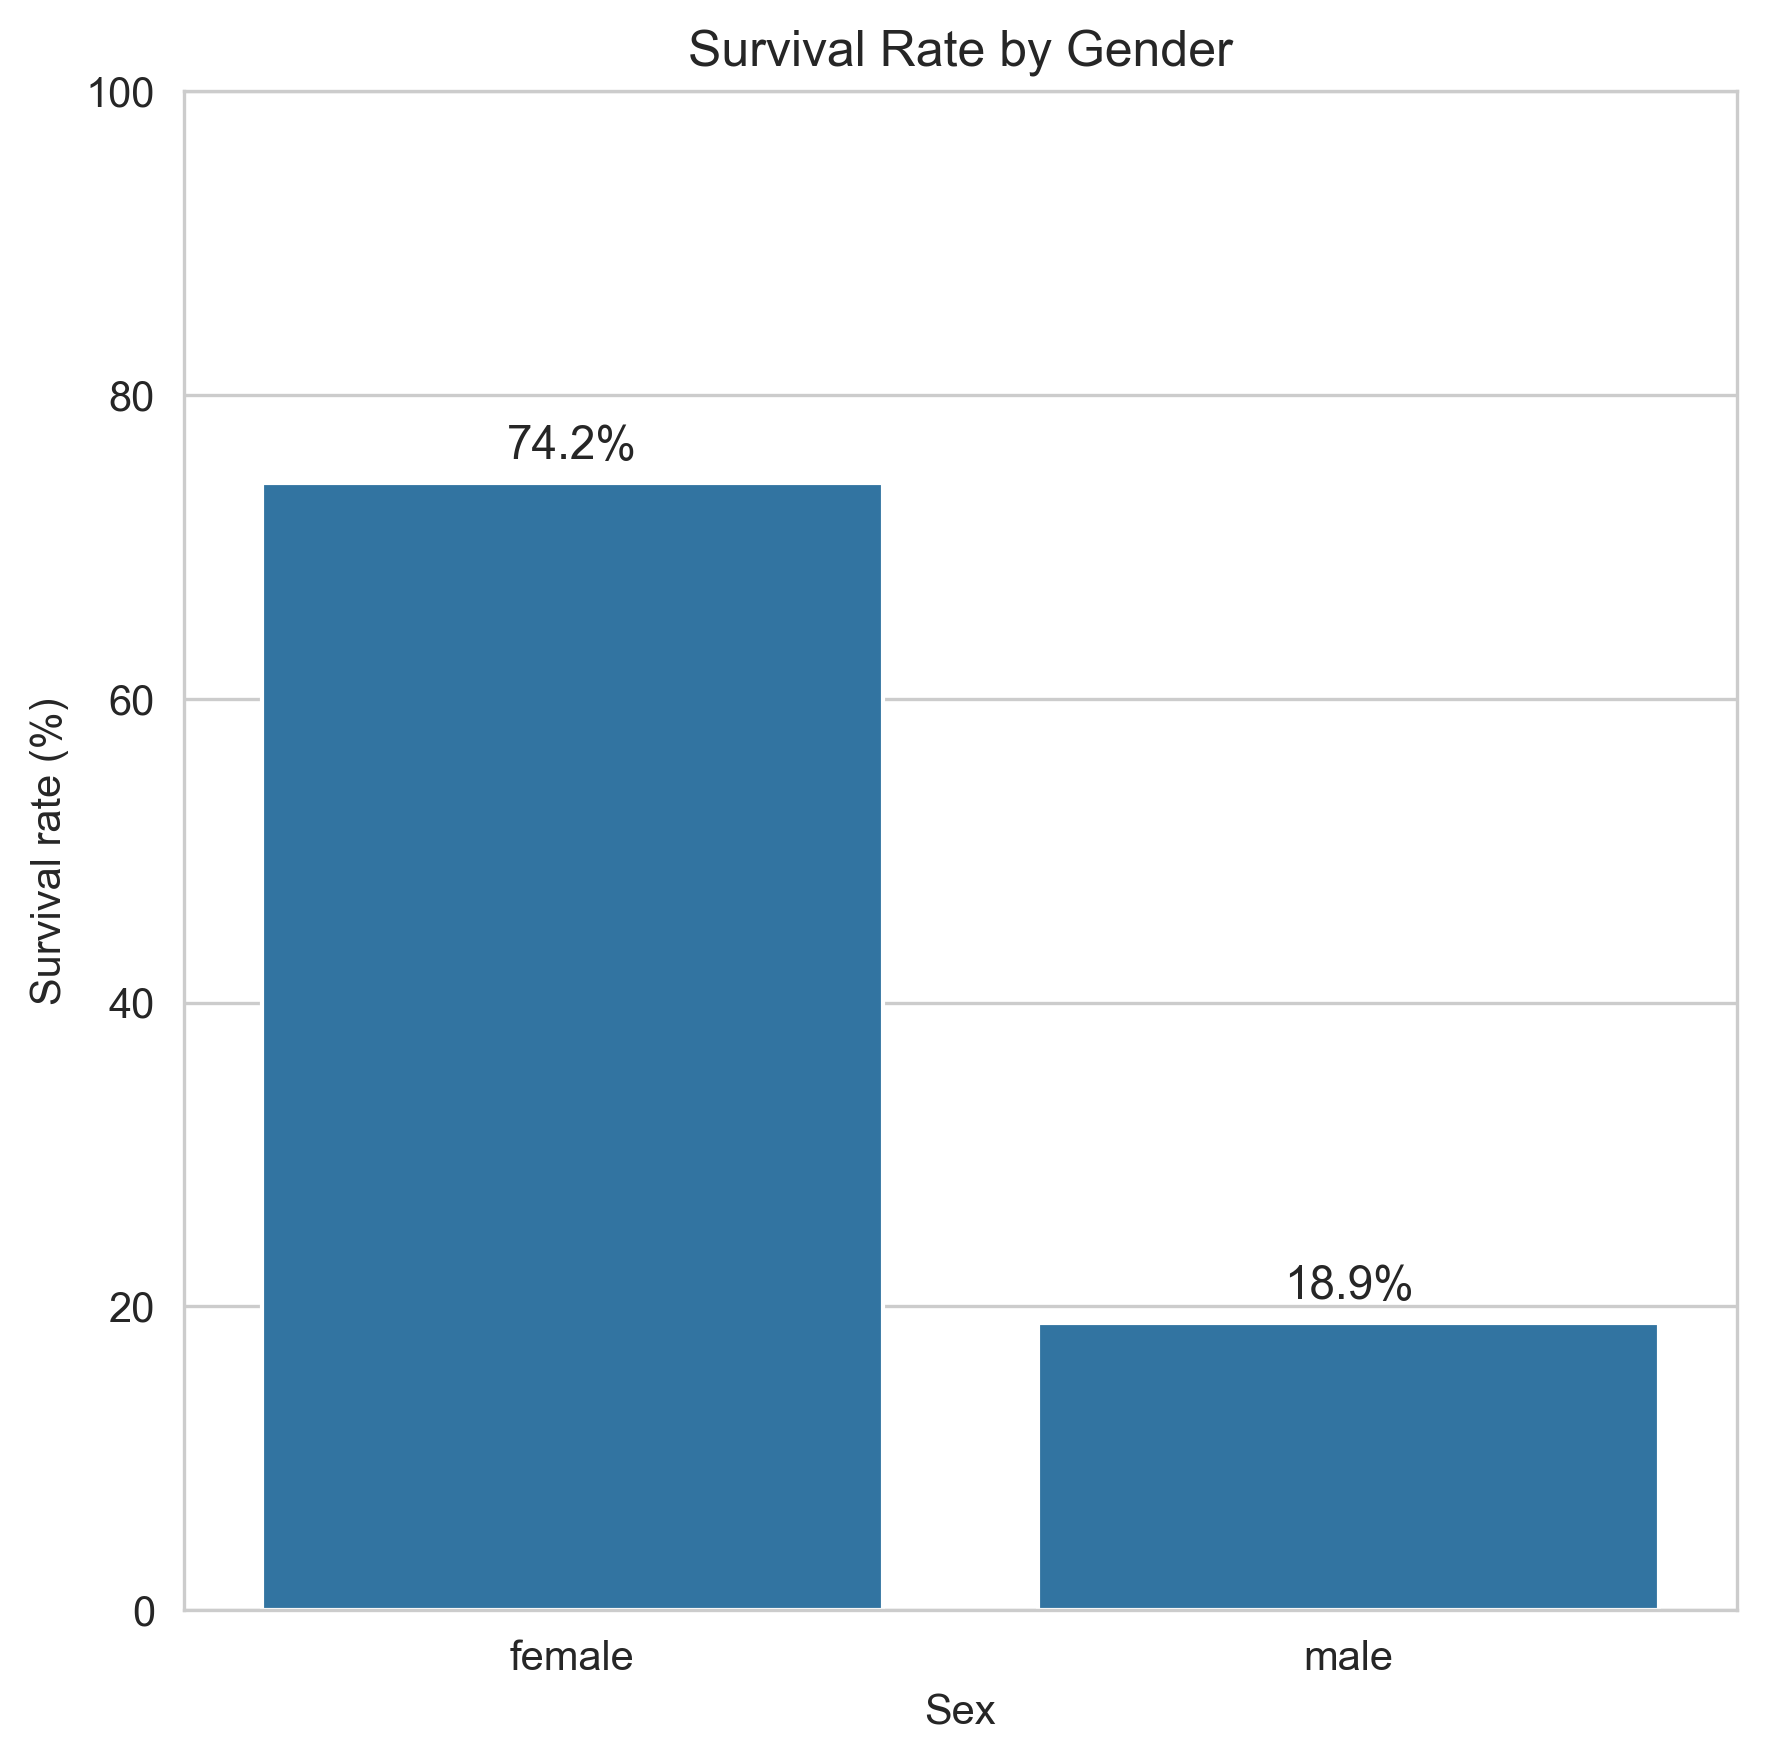 Survival Rate by Gender
100
80
74.2%
60
Survival rate (%)
40
18.9%
20
0
female
male
Sex